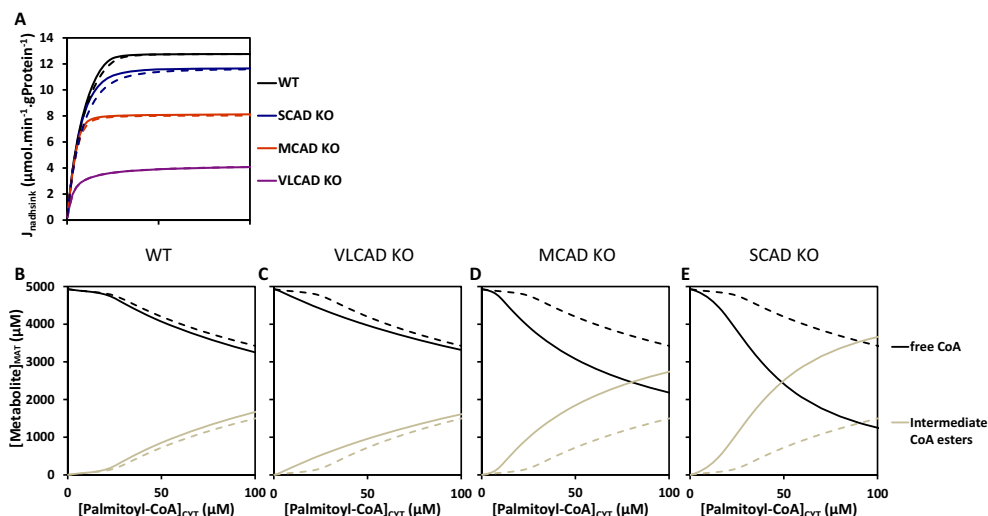 A
J_nadhsink (μmol.min⁻¹.gProtein⁻¹)
14
12
10
8
6
4
2
0
WT
SCAD KO
MCAD KO
VLCAD KO
WT
VLCAD KO
MCAD KO
SCAD KO
B
C
D
E
[Metabolite]MAT (μM)
5000
4000
3000
2000
1000
0
free CoA
Intermediate
CoA esters
0 50 100
0 50 100
0 50 100
0 50 100
[Palmitoyl-CoA]CYT (μM)
[Palmitoyl-CoA]CYT (μM)
[Palmitoyl-CoA]CYT (μM)
[Palmitoyl-CoA]CYT (μM)